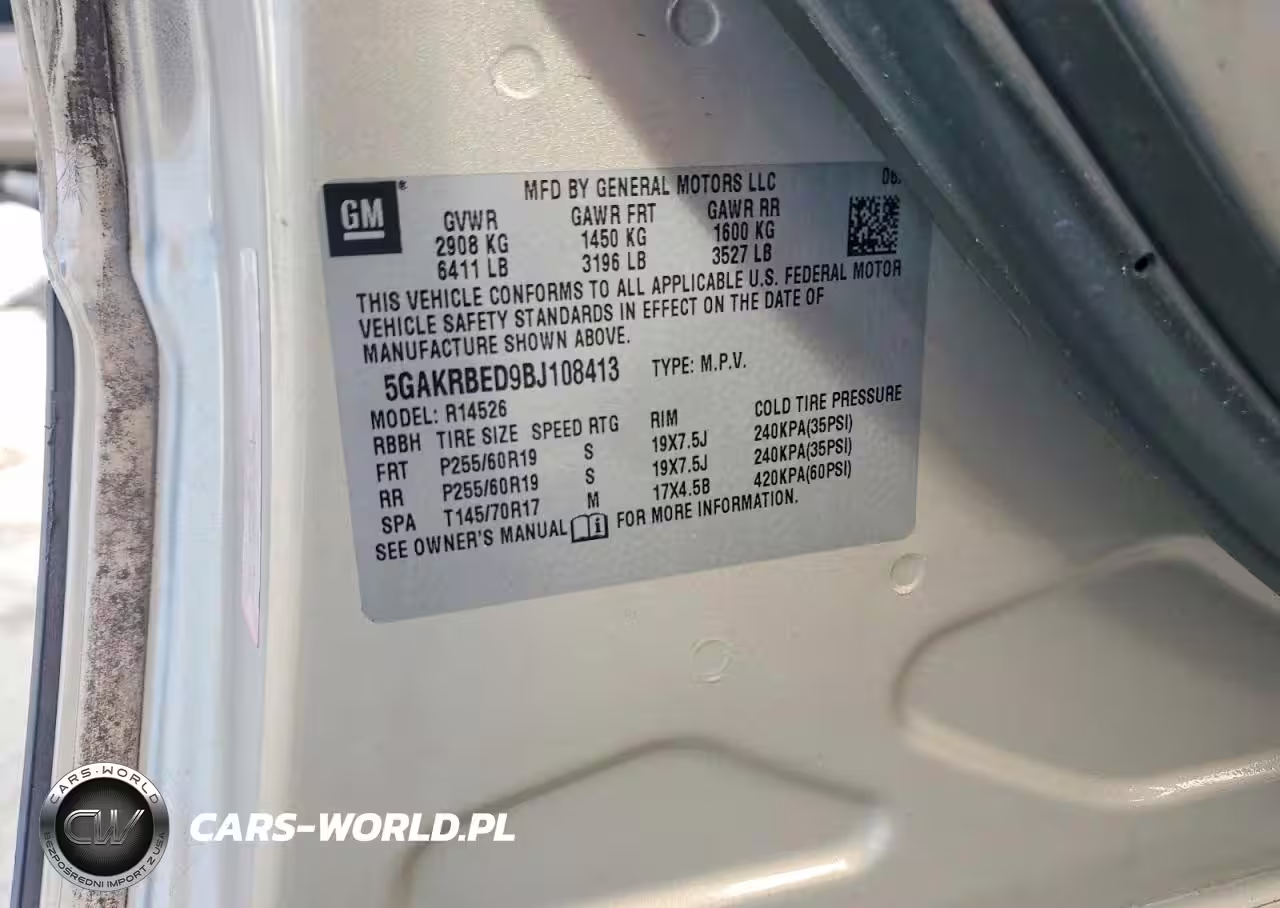 GM ®
MFD BY GENERAL MOTORS LLC
GVWR GAWR FRT GAWR RR
2908 KG 1450 KG 1600 KG
6411 LB 3196 LB 3527 LB
THIS VEHICLE CONFORMS TO ALL APPLICABLE U.S. FEDERAL MOTOR
VEHICLE SAFETY STANDARDS IN EFFECT ON THE DATE OF
MANUFACTURE SHOWN ABOVE.
5GAKRBED9BJ108413 TYPE: M.P.V.
MODEL: R14526
RBBH TIRE SIZE SPEED RTG RIM COLD TIRE PRESSURE
FRT P255/60R19 S 19X7.5J 240KPA(35PSI)
RR P255/60R19 S 19X7.5J 240KPA(35PSI)
SPA T145/70R17 M 17X4.5B 420KPA(60PSI)
SEE OWNER'S MANUAL FOR MORE INFORMATION.
CARS-WORLD
CW
BEZPOŚREDNI IMPORT Z USA
CARS-WORLD.PL